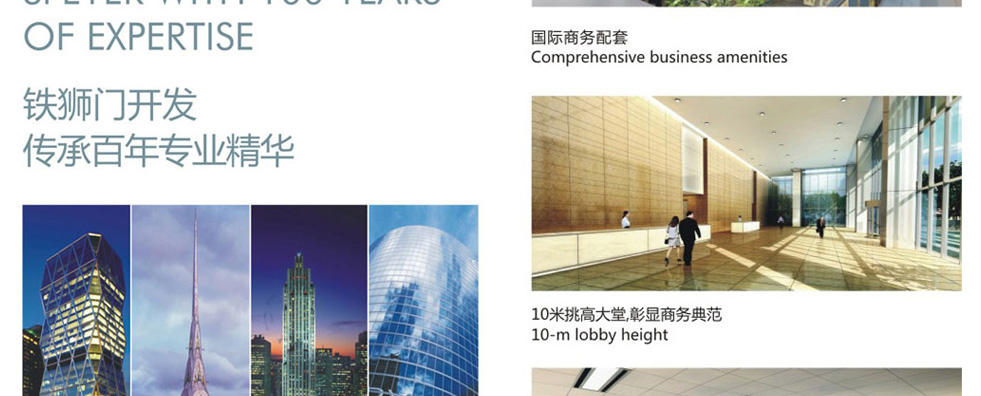 OF EXPERTISE
铁狮门开发
传承百年专业精华
国际商务配套
Comprehensive business amenities
10米挑高大堂,彰显商务典范
10-m lobby height